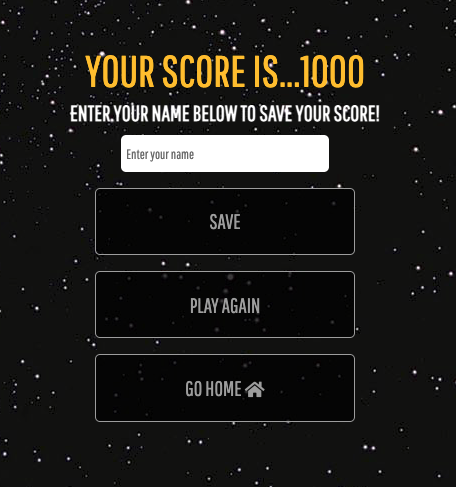 YOUR SCORE IS...1000
ENTER YOUR NAME BELOW TO SAVE YOUR SCORE!
Enter your name
SAVE
PLAY AGAIN
GO HOME